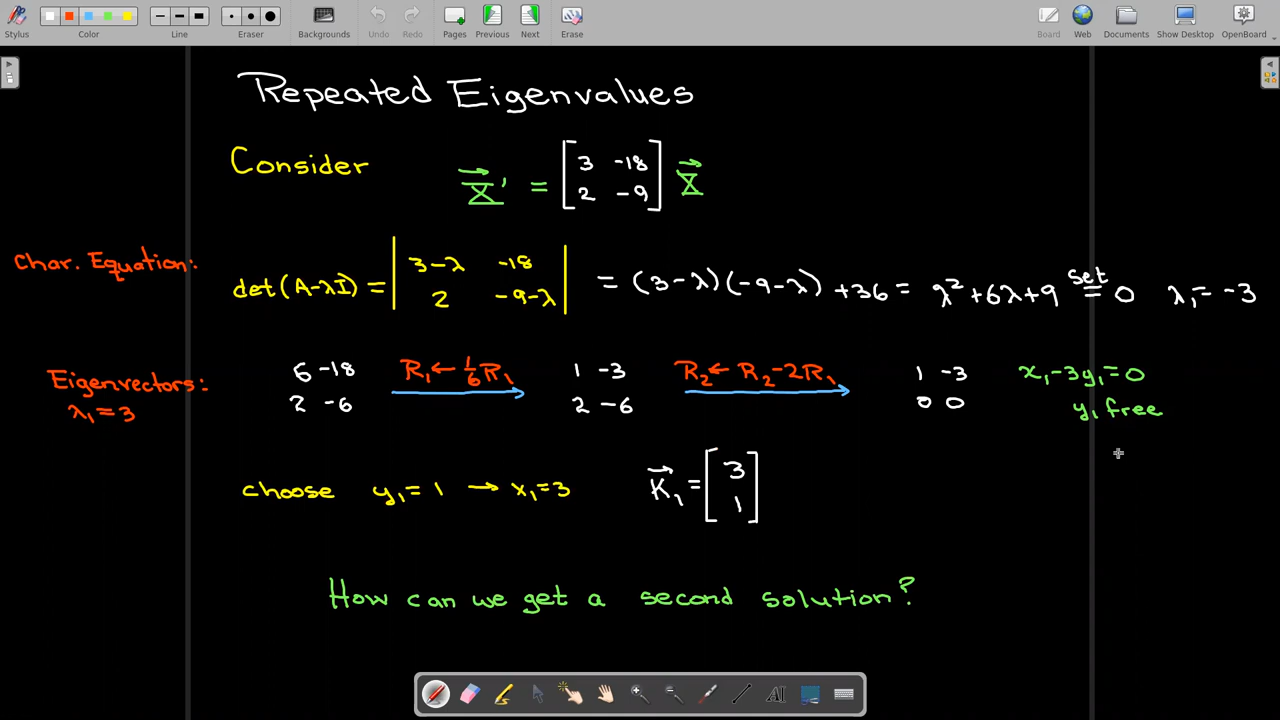 Stylus Color Line Eraser Backgrounds Undo Redo Pages Previous Next Erase Board Web Documents Show Desktop OpenBoard
Repeated Eigenvalues
Consider X' = [3 -18; 2 -9] X
Char. Equation: det(A-λI) = |3-λ -18; 2 -9-λ| = (3-λ)(-9-λ) +36 = λ²+6λ+9 set = 0 λ₁= -3
Eigenvectors:
λ₁=3
6 -18 R₁ ← 1/6 R₁ 1 -3 R₂ ← R₂-2R₁ 1 -3 x₁-3y₁=0
2 -6 2 -6 0 0 y₁ free
choose y₁= 1 → x₁=3 K₁ = [3; 1]
How can we get a second solution?
AI